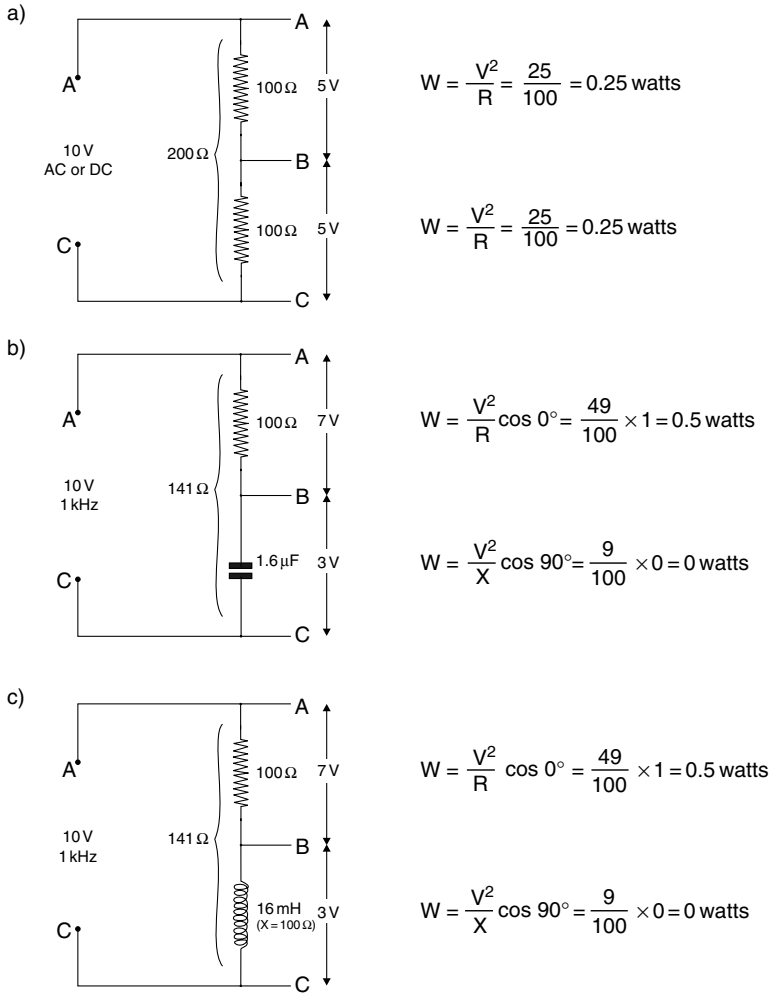 a)
A
A
100 Ω
5 V
W = V²/R = 25/100 = 0.25 watts
10 V
AC or DC
200 Ω
B
C
100 Ω
5 V
W = V²/R = 25/100 = 0.25 watts
C
b)
A
A
100 Ω
7 V
W = V²/R cos 0° = 49/100 × 1 = 0.5 watts
10 V
1 kHz
141 Ω
B
C
1.6 µF
3 V
W = V²/X cos 90° = 9/100 × 0 = 0 watts
C
c)
A
A
100 Ω
7 V
W = V²/R cos 0° = 49/100 × 1 = 0.5 watts
10 V
1 kHz
141 Ω
B
C
16 mH
(X = 100 Ω)
3 V
W = V²/X cos 90° = 9/100 × 0 = 0 watts
C